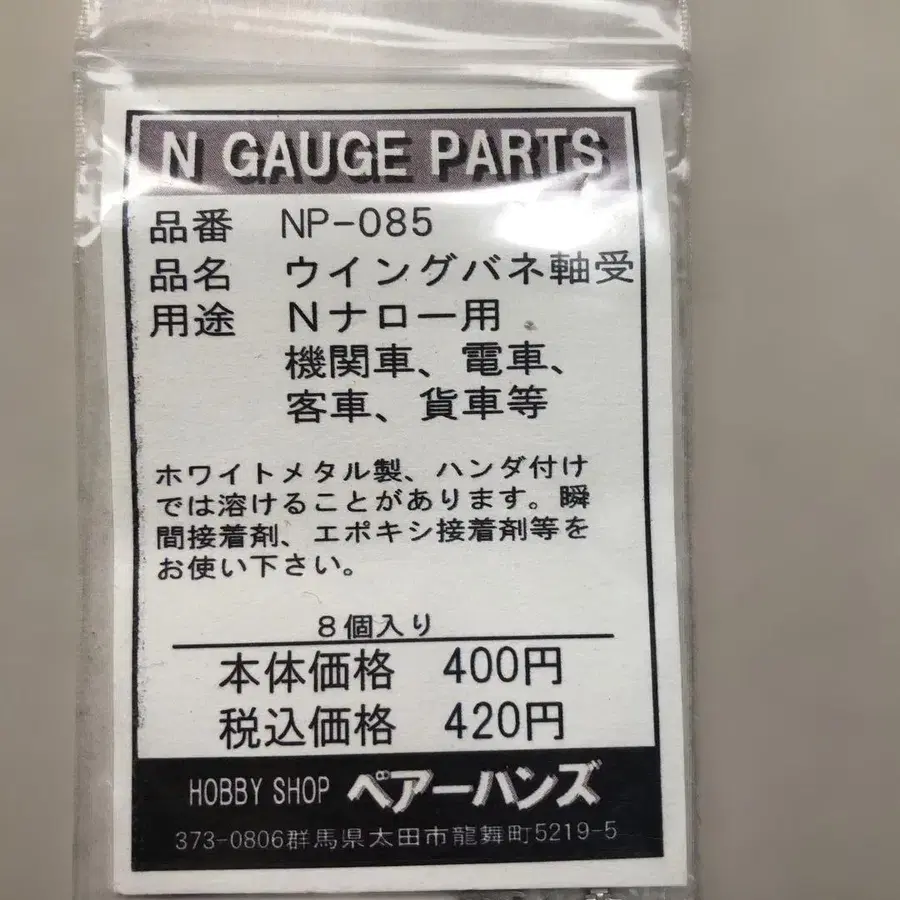 N GAUGE PARTS
品番 NP-085
品名 ウイングバネ軸受
用途 Nナロー用
機関車、電車、
客車、貨車等
ホワイトメタル製、ハンダ付け
では溶けることがあります。瞬
間接着剤、エポキシ接着剤等を
お使い下さい。
8個入り
本体価格 400円
税込価格 420円
HOBBY SHOP ベアーハンズ
373-0806群馬県太田市龍舞町5219-5